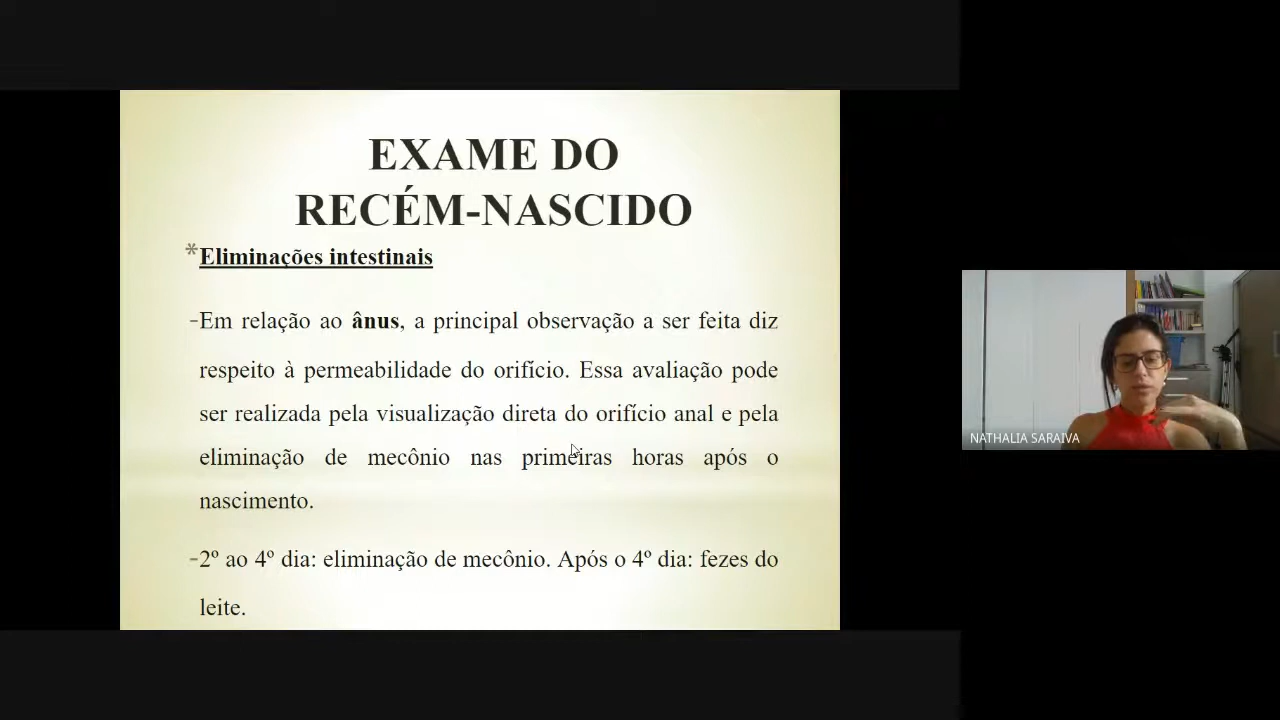 EXAME DO
RECÉM-NASCIDO
*Eliminações intestinais
-Em relação ao ânus, a principal observação a ser feita diz
respeito à permeabilidade do orifício. Essa avaliação pode
ser realizada pela visualização direta do orifício anal e pela
eliminação de mecônio nas primeiras horas após o
nascimento.
-2º ao 4º dia: eliminação de mecônio. Após o 4º dia: fezes do
leite.
NATHALIA SARAIVA